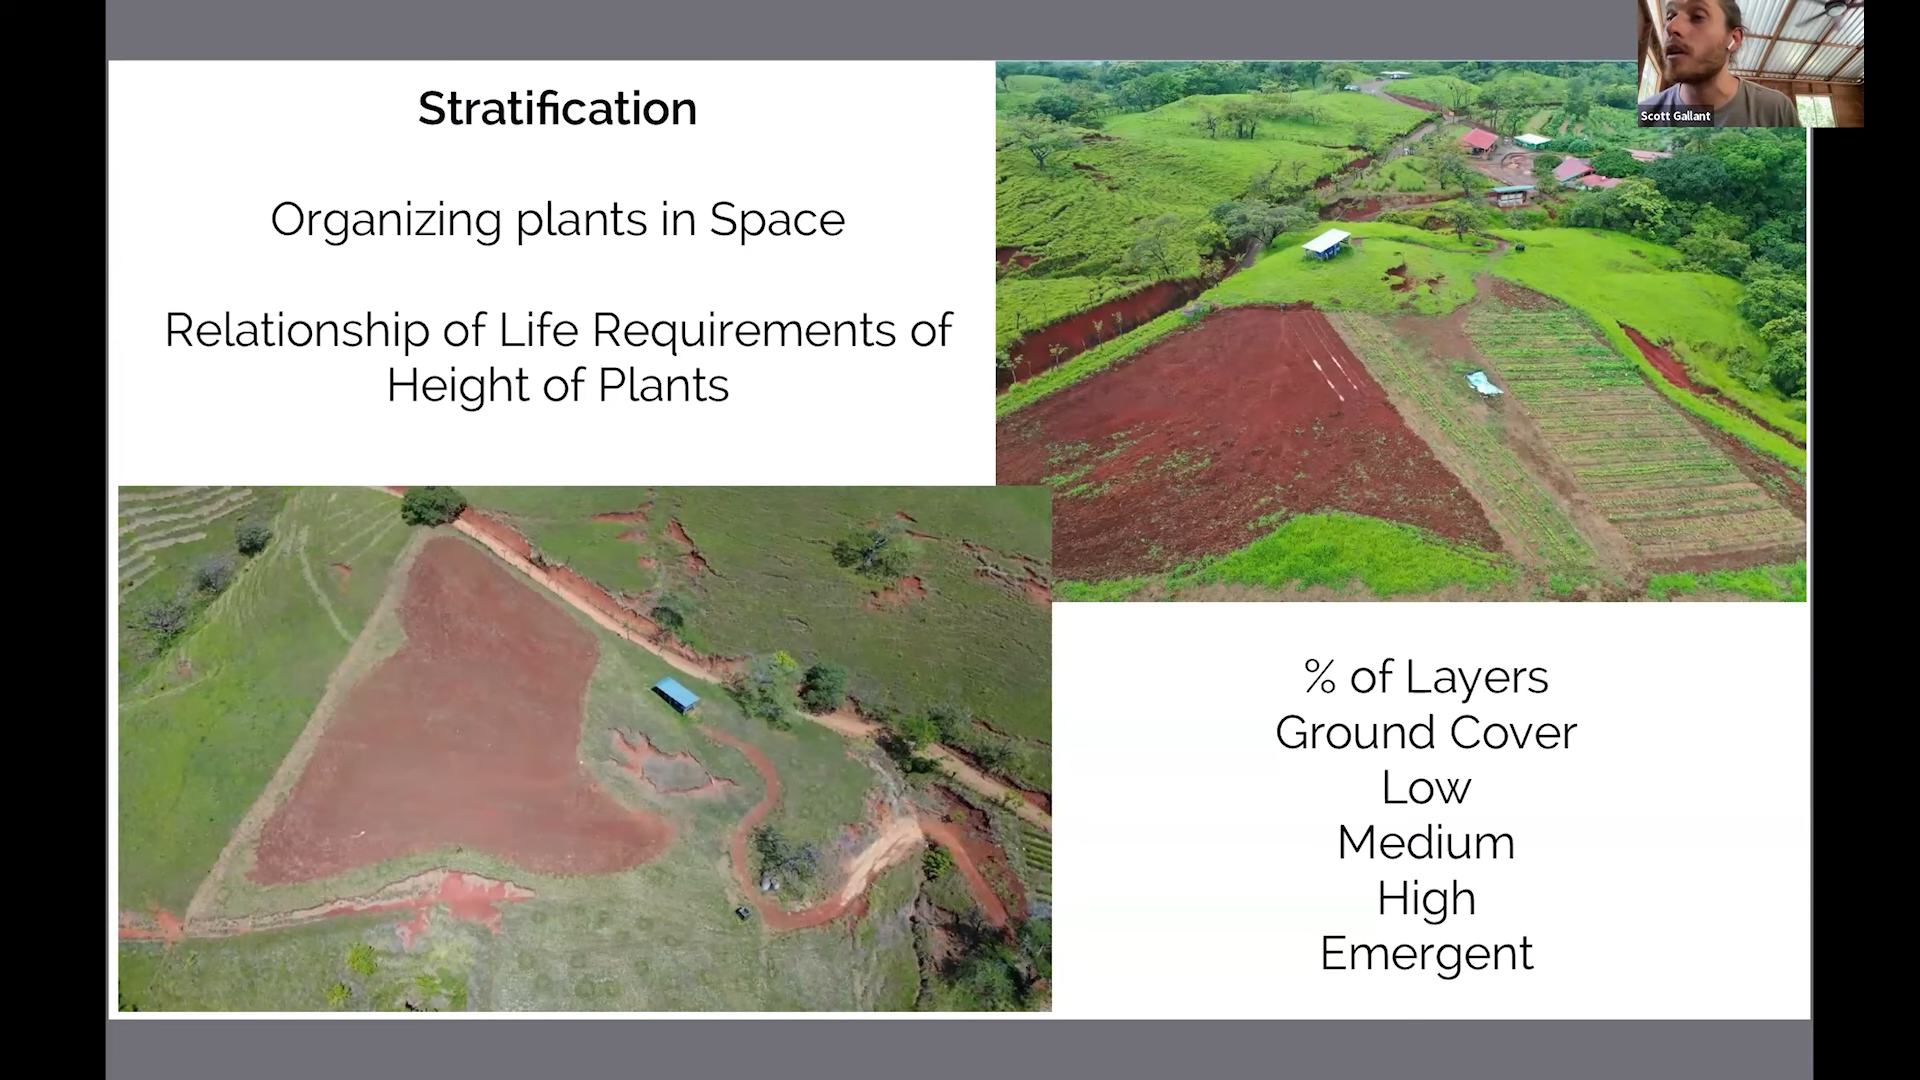 Stratification
Organizing plants in Space
Relationship of Life Requirements of
Height of Plants
% of Layers
Ground Cover
Low
Medium
High
Emergent
Scott Gallant